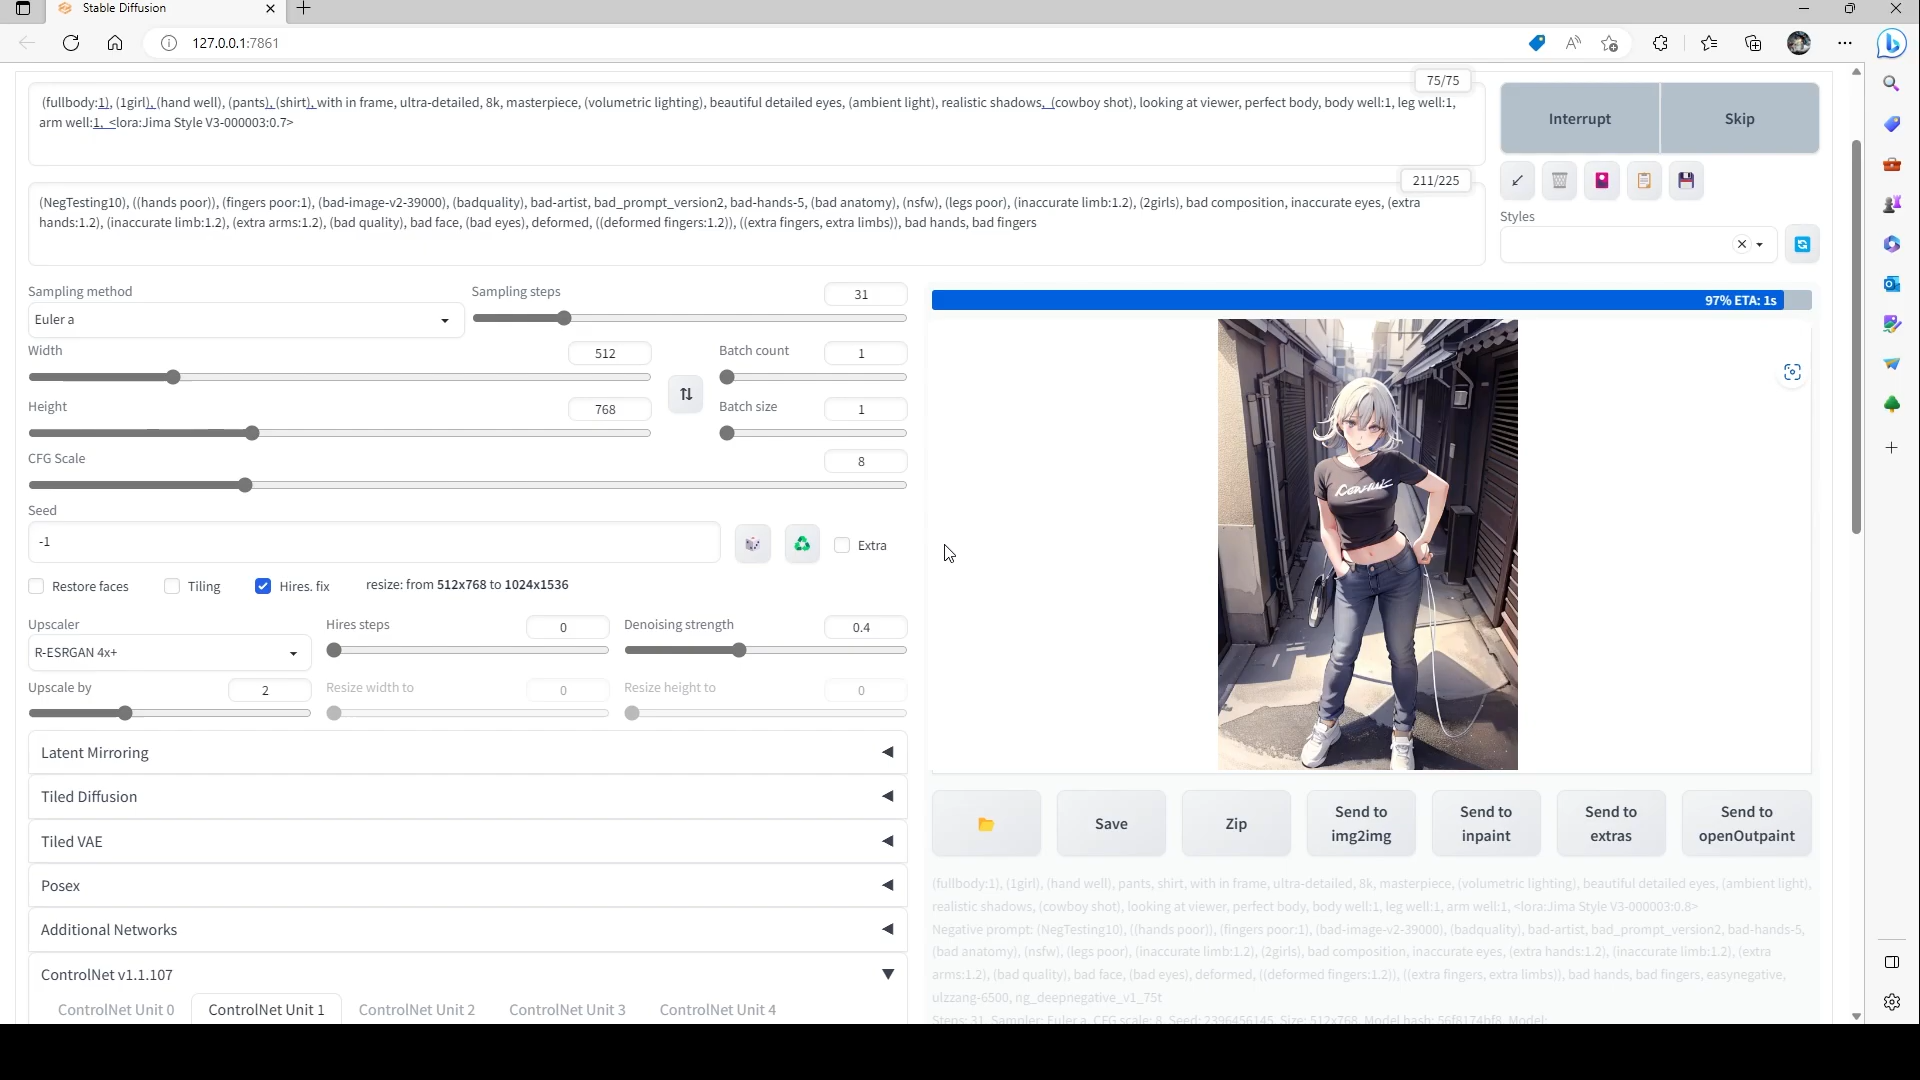 Stable Diffusion
127.0.0.1:7861
75/75
(fullbody:1), (1girl), (hand well), (pants), (shirt), with in frame, ultra-detailed, 8k, masterpiece, (volumetric lighting), beautiful detailed eyes, (ambient light), realistic shadows, (cowboy shot), looking at viewer, perfect body, body well:1, leg well:1,
arm well:1, <lora:Jima Style V3-000003:0.7>
Interrupt
Skip
211/225
(NegTesting10), ((hands poor)), (fingers poor:1), (bad-image-v2-39000), (badquality), bad-artist, bad_prompt_version2, bad-hands-5, (bad anatomy), (nsfw), (legs poor), (inaccurate limb:1.2), (2girls), bad composition, inaccurate eyes, (extra
hands:1.2), (inaccurate limb:1.2), (extra arms:1.2), (bad quality), bad face, (bad eyes), deformed, ((deformed fingers:1.2)), ((extra fingers, extra limbs)), bad hands, bad fingers
Styles
Sampling method
Sampling steps
31
Euler a
97% ETA: 1s
Width
512
Batch count
1
Height
768
Batch size
1
CFG Scale
8
Seed
-1
Extra
Restore faces
Tiling
Hires. fix
resize: from 512x768 to 1024x1536
Upscaler
Hires steps
0
Denoising strength
0.4
R-ESRGAN 4x+
Upscale by
2
Resize width to
0
Resize height to
0
Latent Mirroring
Tiled Diffusion
Tiled VAE
Posex
Additional Networks
ControlNet v1.1.107
ControlNet Unit 0
ControlNet Unit 1
ControlNet Unit 2
ControlNet Unit 3
ControlNet Unit 4
Save
Zip
Send to
img2img
Send to
inpaint
Send to
extras
Send to
openOutpaint
(fullbody:1), (1girl), (hand well), pants, shirt, with in frame, ultra-detailed, 8k, masterpiece, (volumetric lighting), beautiful detailed eyes, (ambient light),
realistic shadows, (cowboy shot), looking at viewer, perfect body, body well:1, leg well:1, arm well:1, <lora:Jima Style V3-000003:0.8>
Negative prompt: (NegTesting10), ((hands poor)), (fingers poor:1), (bad-image-v2-39000), (badquality), bad-artist, bad_prompt_version2, bad-hands-5,
(bad anatomy), (nsfw), (legs poor), (inaccurate limb:1.2), (2girls), bad composition, inaccurate eyes, (extra hands:1.2), (inaccurate limb:1.2), (extra
arms:1.2), (bad quality), bad face, (bad eyes), deformed, ((deformed fingers:1.2)), ((extra fingers, extra limbs)), bad hands, bad fingers, easynegative,
ulzzang-6500, ng_deepnegative_v1_75t
Steps: 31, Sampler: Euler a, CFG scale: 8, Seed: 2396456145, Size: 512x768, Model hash: 56f8174bf8, Model: